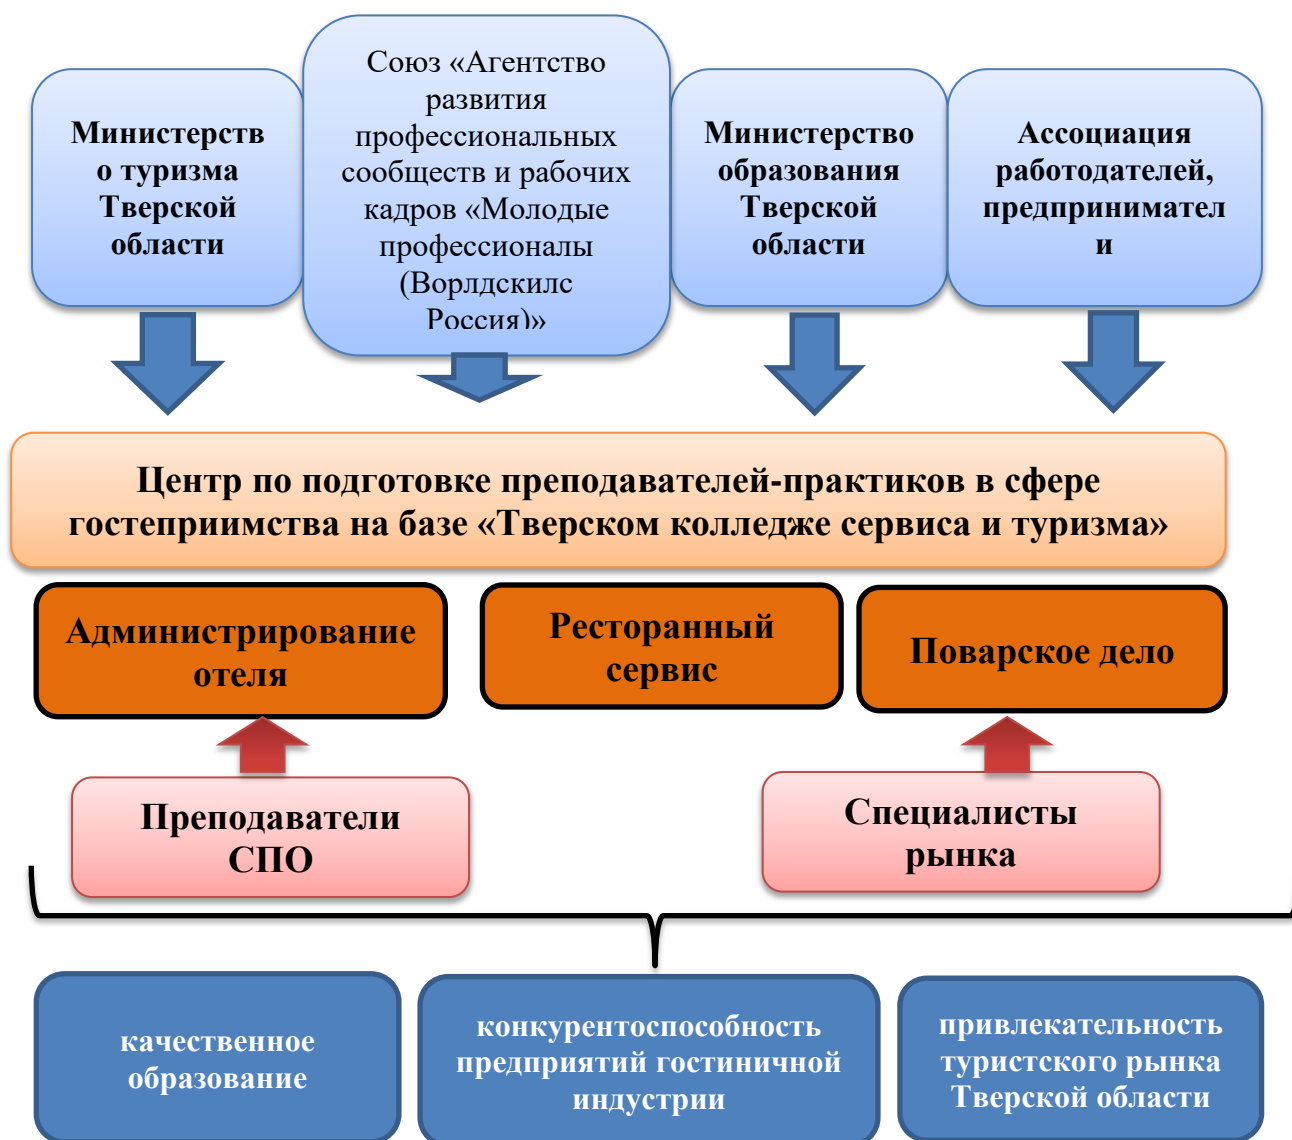 Министерств
о туризма
Тверской
области
Союз «Агентство
развития
профессиональных
сообществ и рабочих
кадров «Молодые
профессионалы
(Ворлдскилс
Россия)»
Министерство
образования
Тверской
области
Ассоциация
работодателей,
предпринимател
и
Центр по подготовке преподавателей-практиков в сфере
гостеприимства на базе «Тверском колледже сервиса и туризма»
Администрирование
отеля
Ресторанный
сервис
Поварское дело
Преподаватели
СПО
Специалисты
рынка
качественное
образование
конкурентоспособность
предприятий гостиничной
индустрии
привлекательность
туристского рынка
Тверской области